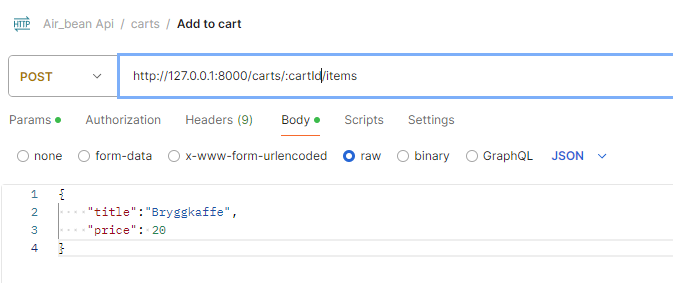 HTTP Air_bean Api / carts / Add to cart
POST http://127.0.0.1:8000/carts/:cartId/items
Params Authorization Headers (9) Body Scripts Settings
none form-data x-www-form-urlencoded raw binary GraphQL JSON
1 {
2 "title":"Bryggkaffe",
3 "price": 20
4 }